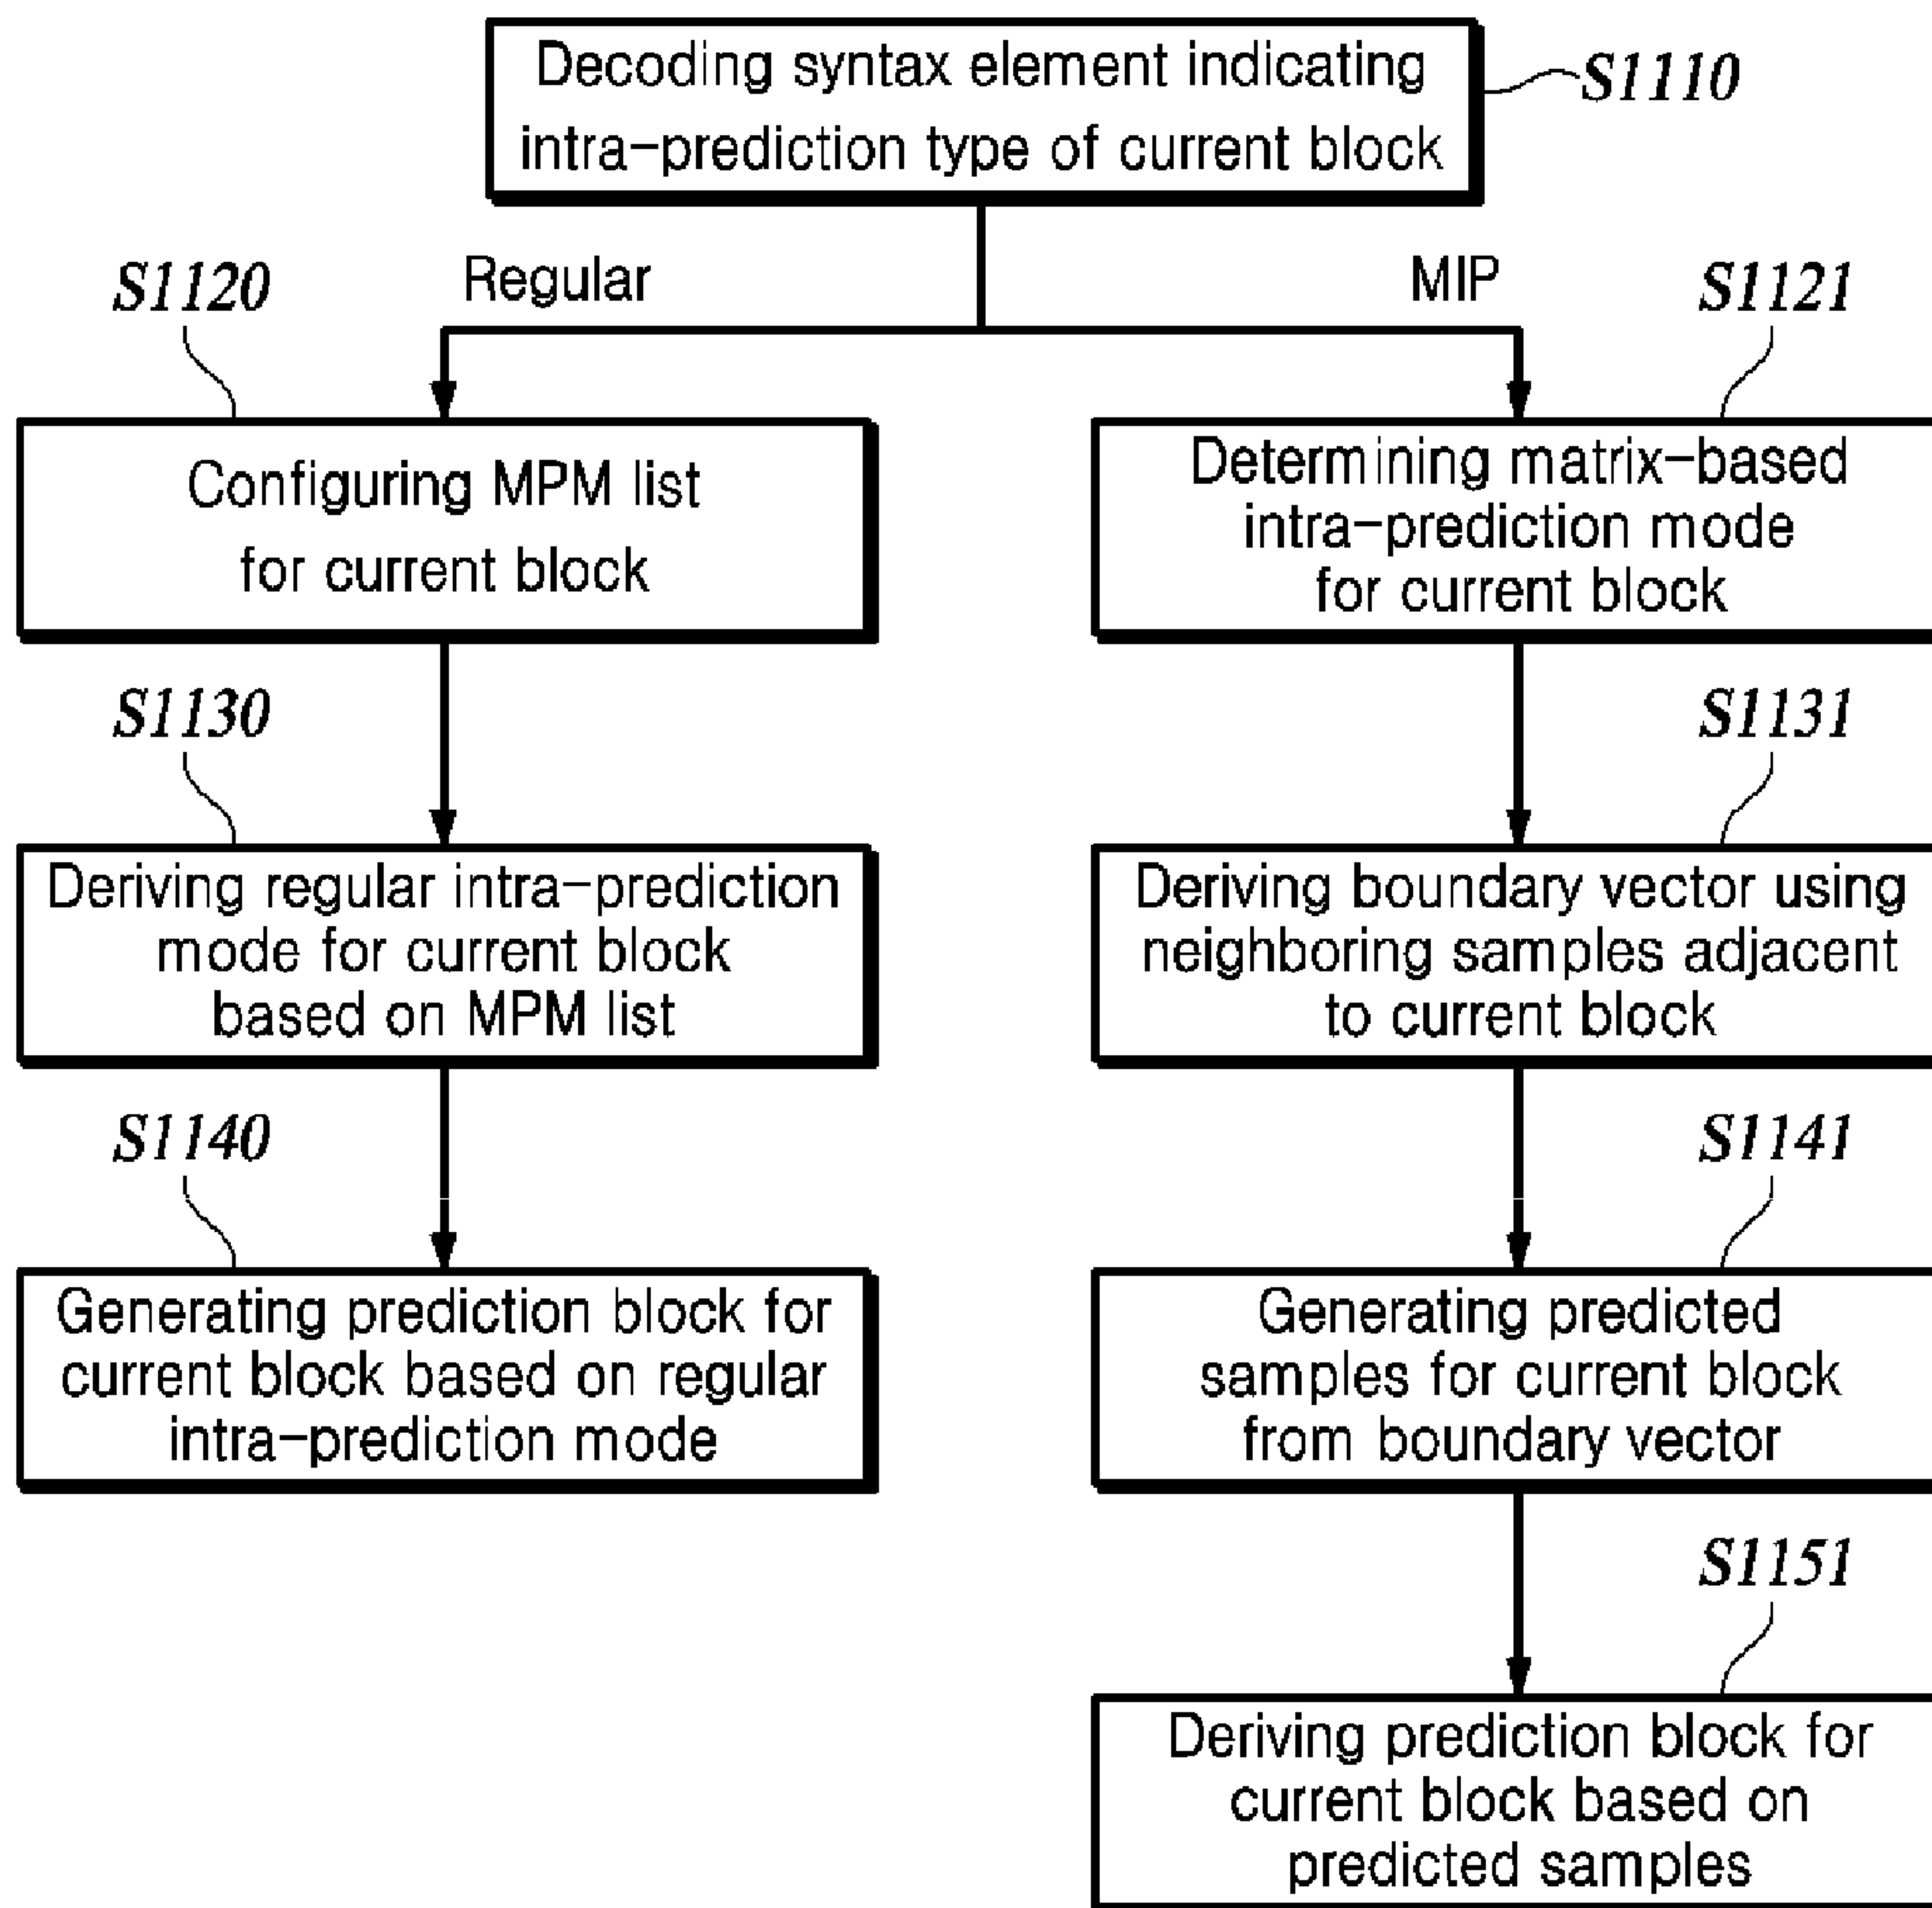 Decoding syntax element indicating
intra-prediction type of current block
S1110
Regular
MIP
S1120
S1121
Configuring MPM list
for current block
Determining matrix-based
intra-prediction mode
for current block
S1130
S1131
Deriving regular intra-prediction
mode for current block
based on MPM list
Deriving boundary vector using
neighboring samples adjacent
to current block
S1140
S1141
Generating prediction block for
current block based on regular
intra-prediction mode
Generating predicted
samples for current block
from boundary vector
S1151
Deriving prediction block for
current block based on
predicted samples